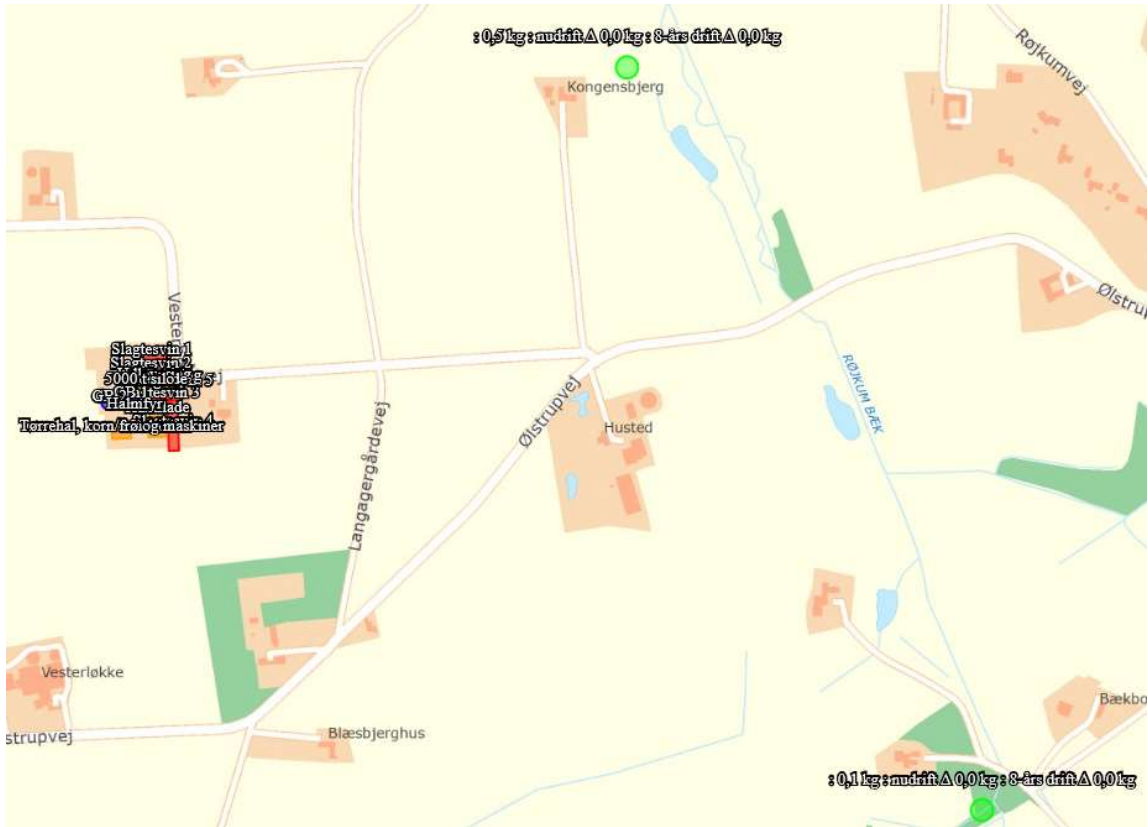 : 0,5 kg : nudrift Δ 0,0 kg : 8-års drift Δ 0,0 kg
Kongensbjerg
Røjkumvej
Ølstrup
Vester
Slagtesvin 1
Slagtesvin 2
5000 t silo
Halmfyr
lade
Tørrehal, korn/frø og maskiner
RØJKUM BÆK
Ølstrupvej
Langagergårdevej
Husted
Vesterløkke
Bækbo
strupvej
Blæsbjerghus
: 0,1 kg : nudrift Δ 0,0 kg : 8-års drift Δ 0,0 kg